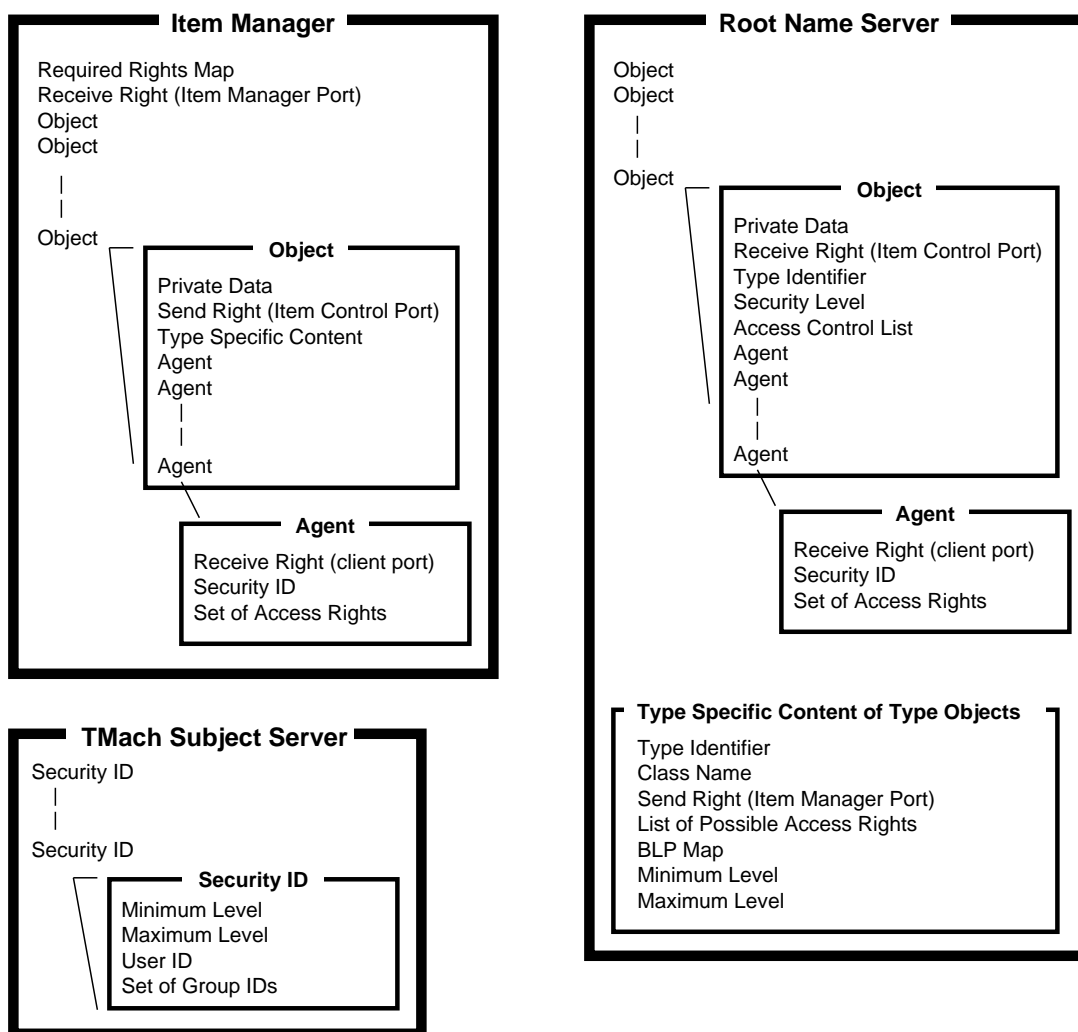 Item Manager
Required Rights Map
Receive Right (Item Manager Port)
Object
Object
|
|
Object
Object
Private Data
Send Right (Item Control Port)
Type Specific Content
Agent
Agent
|
|
Agent
Agent
Receive Right (client port)
Security ID
Set of Access Rights
TMach Subject Server
Security ID
|
|
Security ID
Security ID
Minimum Level
Maximum Level
User ID
Set of Group IDs
Root Name Server
Object
Object
|
|
Object
Object
Private Data
Receive Right (Item Control Port)
Type Identifier
Security Level
Access Control List
Agent
Agent
|
|
Agent
Agent
Receive Right (client port)
Security ID
Set of Access Rights
Type Specific Content of Type Objects
Type Identifier
Class Name
Send Right (Item Manager Port)
List of Possible Access Rights
BLP Map
Minimum Level
Maximum Level